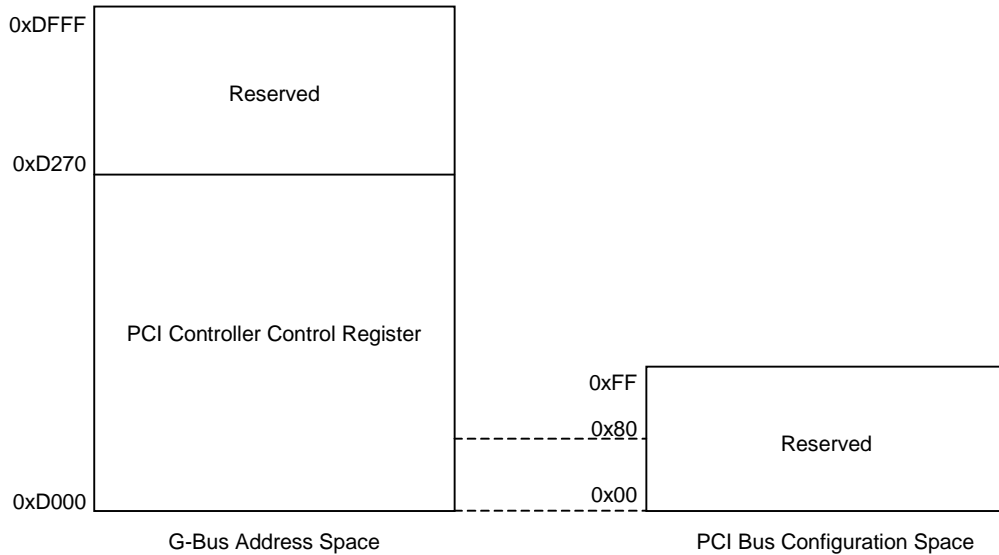 0xDFFF
Reserved
0xD270
PCI Controller Control Register
0xFF
0x80
Reserved
0x00
0xD000
G-Bus Address Space
PCI Bus Configuration Space